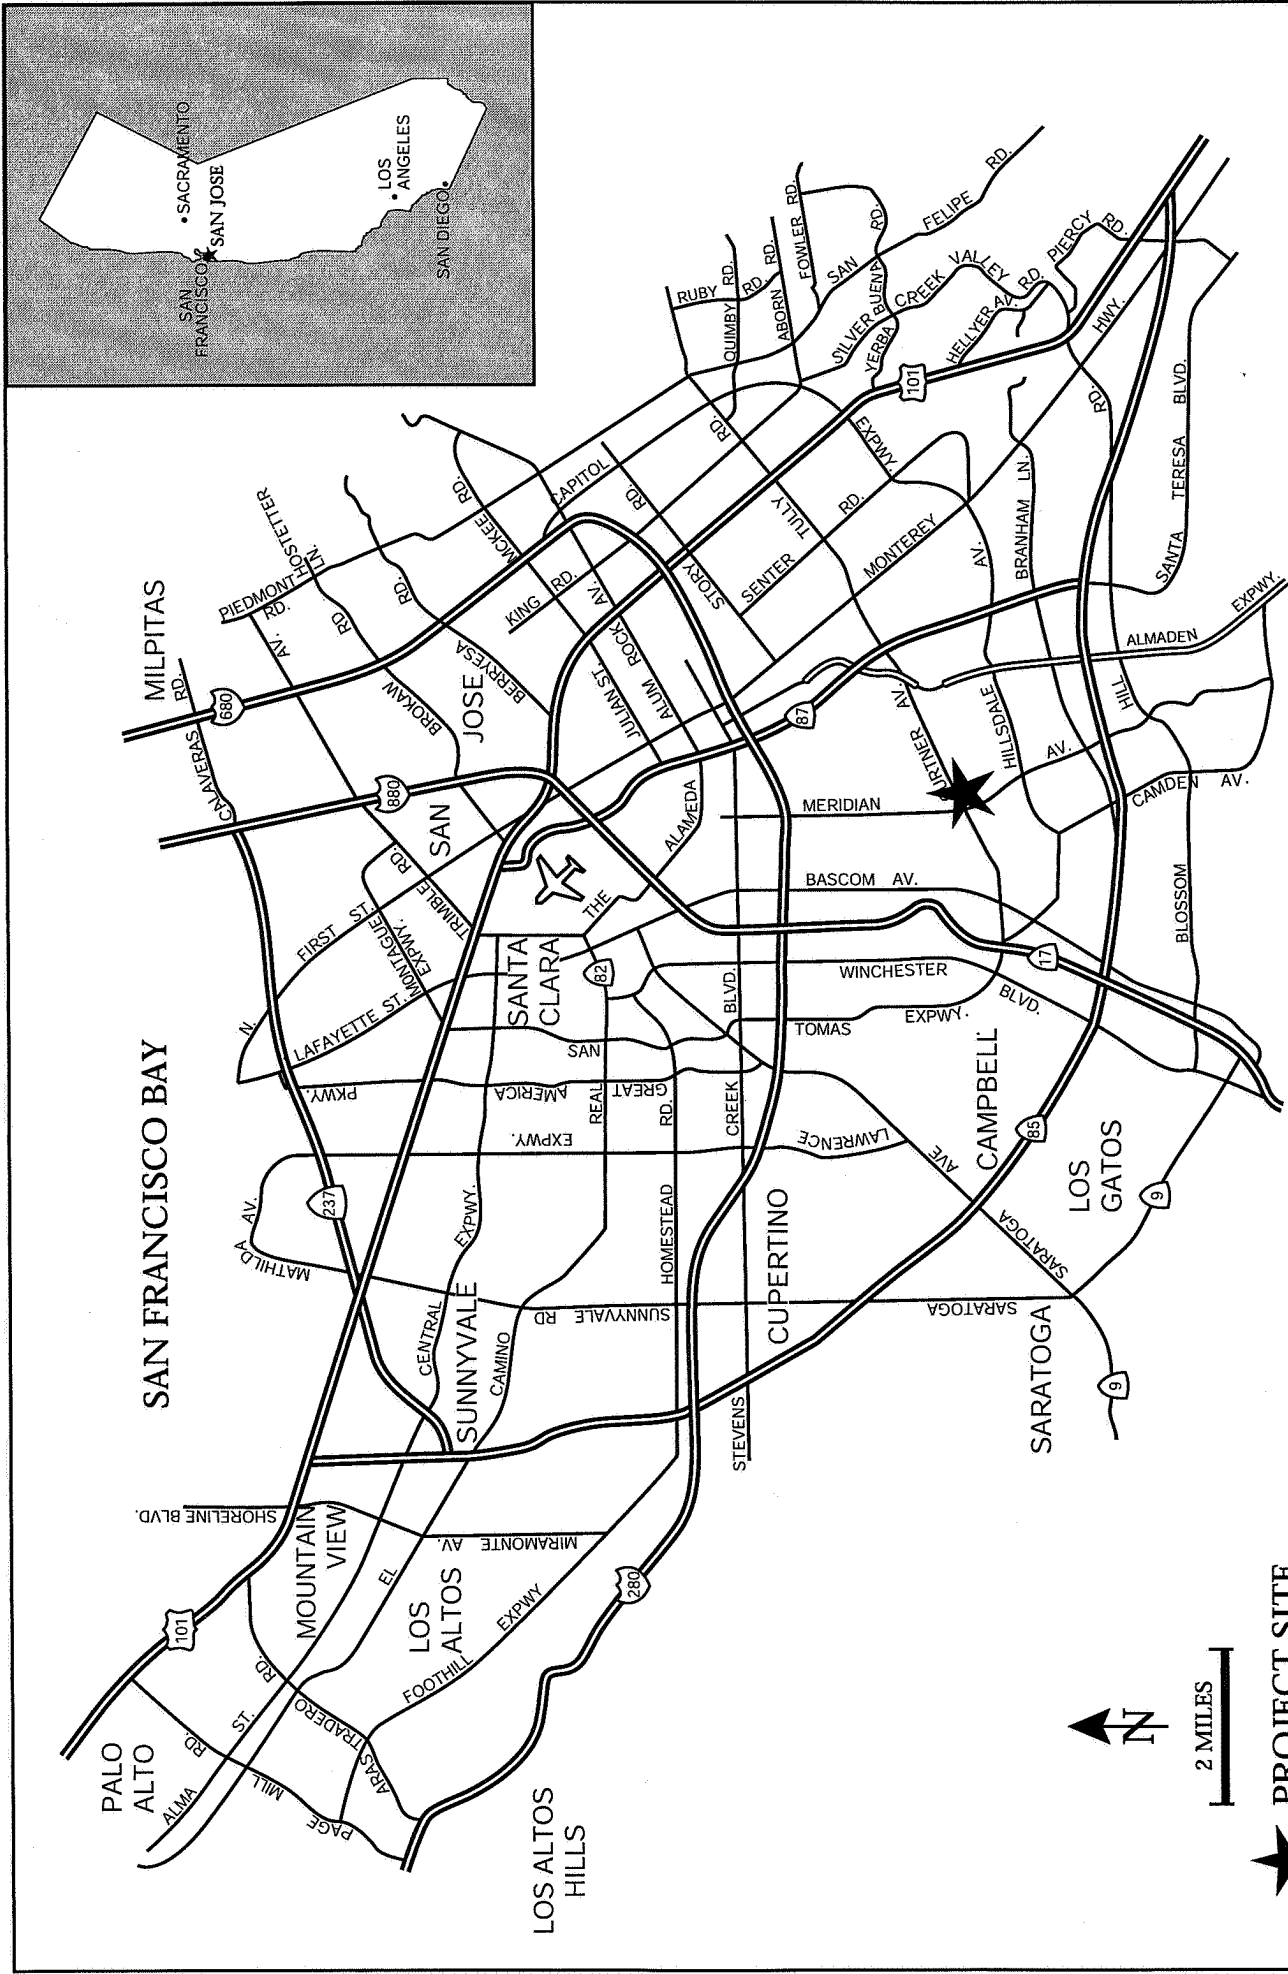 SAN FRANCISCO BAY
SACRAMENTO
SAN
FRANCISCO
SAN JOSE
LOS
ANGELES
SAN DIEGO
PALO
ALTO
MOUNTAIN
VIEW
LOS
ALTOS
LOS ALTOS
HILLS
SUNNYVALE
CUPERTINO
SARATOGA
SANTA
CLARA
CAMPBELL
LOS
GATOS
MILPITAS
SAN
JOSE
101
280
237
680
880
82
87
101
17
85
9
9
ALMA
ST.
PAGE
MILL
RD.
ARASTRADERO
RD.
FOOTHILL
EXPWY
EL
CAMINO
REAL
SHORELINE BLVD.
MIRAMONTE AV.
CENTRAL
EXPWY.
MATHILDA
AV.
SARATOGA
SUNNYVALE RD
HOMESTEAD
RD.
STEVENS
CREEK
BLVD.
LAWRENCE
EXPWY.
GREAT
AMERICA
PKWY.
SAN
TOMAS
EXPWY.
SARATOGA
AVE
LAFAYETTE ST.
N.
FIRST ST.
MONTAGUE
EXPWY.
TRIMBLE
RD.
CALAVERAS
RD.
PIEDMONT
RD.
HOSTETTER
LN.
AV.
RD.
BROKAW
RD.
BERRYESA
MCKEE
RD.
KING RD.
JULIAN ST.
ALUM
ROCK
AV.
THE
ALAMEDA
CAPITOL
EXPWY
STORY
RD.
TULLY
RD.
SENTER
RD.
MONTEREY
HWY.
RUBY RD.
QUIMBY RD.
ABORN RD.
FOWLER RD.
SAN
FELIPE
RD.
YERBA
BUENA
RD.
SILVER
CREEK
VALLEY
RD.
HELLYER AV.
PIERCY
RD.
WINCHESTER
BLVD.
BASCOM AV.
MERIDIAN
AV.
CURTNER
AV.
HILLSDALE
AV.
BRANHAM LN.
BLOSSOM
HILL
RD.
CAMDEN AV.
ALMADEN
EXPWY.
SANTA
TERESA
BLVD.
N
2 MILES
PROJECT SITE